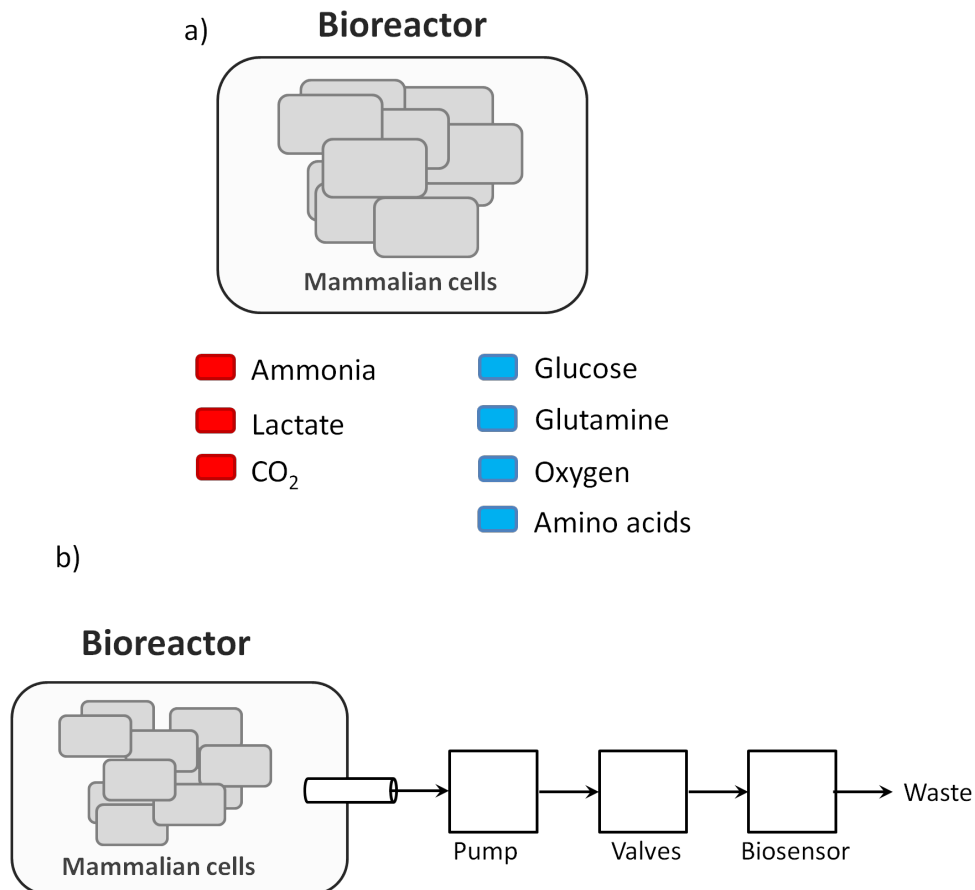 a)
Bioreactor
Mammalian cells
Ammonia
Glucose
Lactate
Glutamine
CO₂
Oxygen
Amino acids
b)
Bioreactor
Mammalian cells
Pump
Valves
Biosensor
Waste